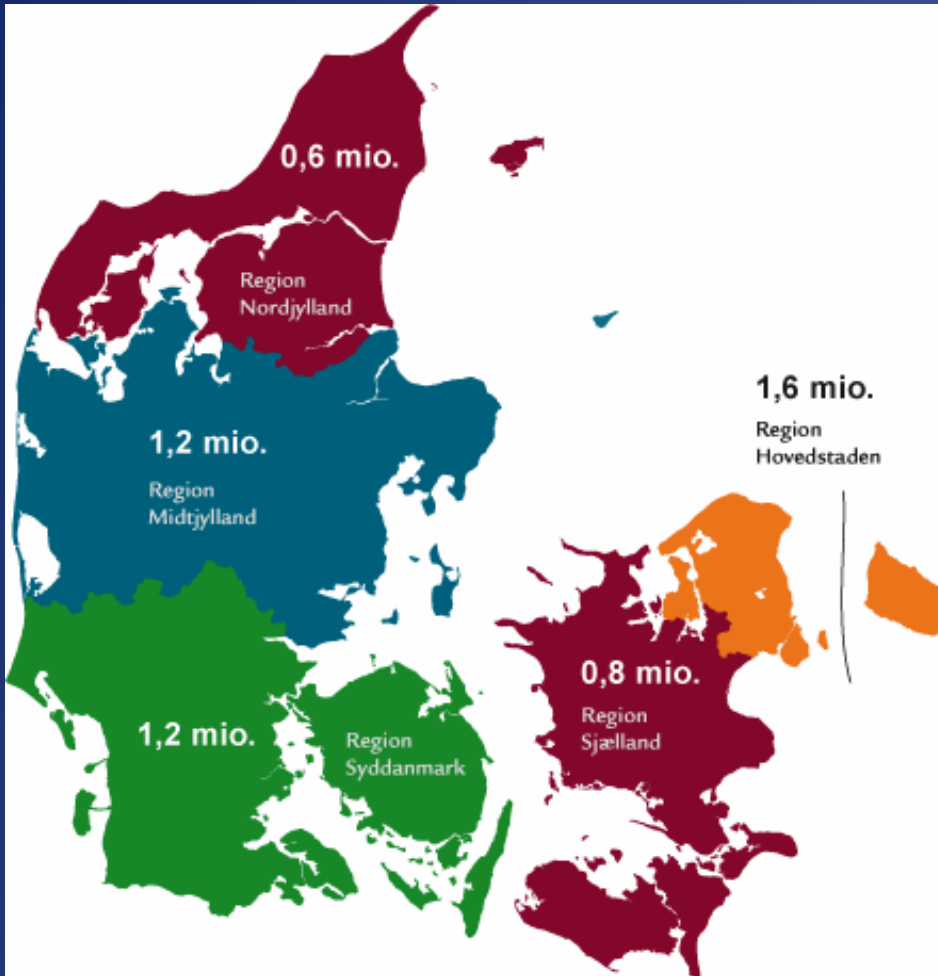 0,6 mio.
Region
Nordjylland
1,2 mio.
Region
Midtjylland
1,6 mio.
Region
Hovedstaden
1,2 mio.
Region
Syddanmark
0,8 mio.
Region
Sjælland